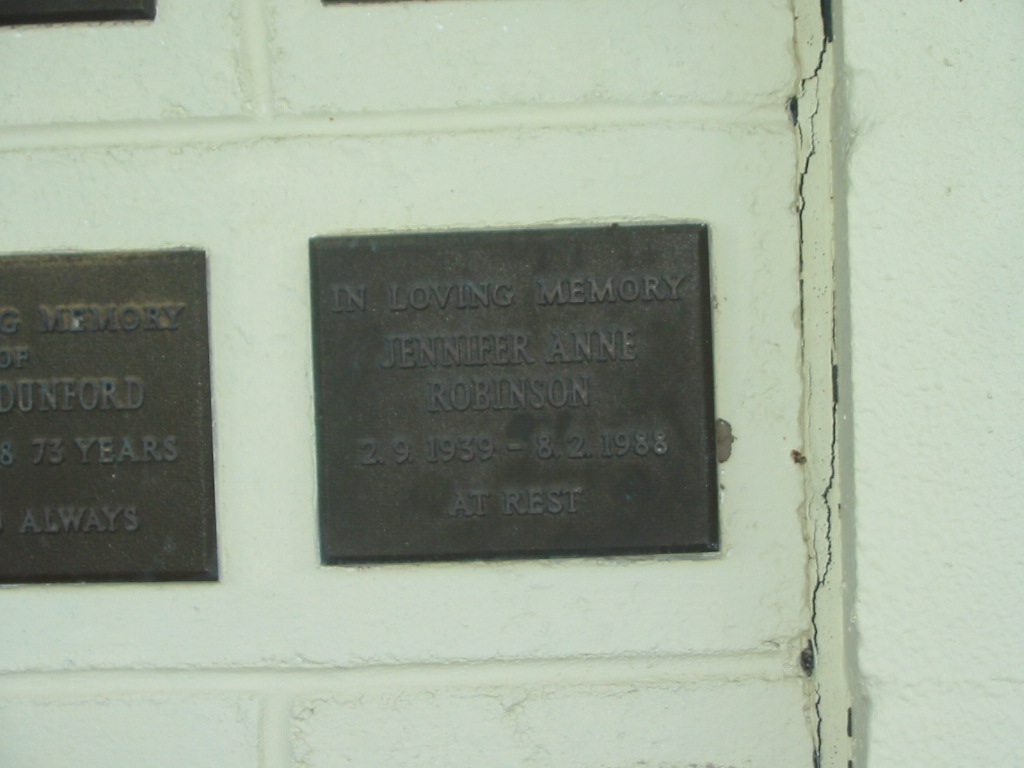 G MEMORY
OF
DUNFORD
8 73 YEARS
ALWAYS
IN LOVING MEMORY
JENNIFER ANNE
ROBINSON
2.9.1939 - 8.2.1988
AT REST